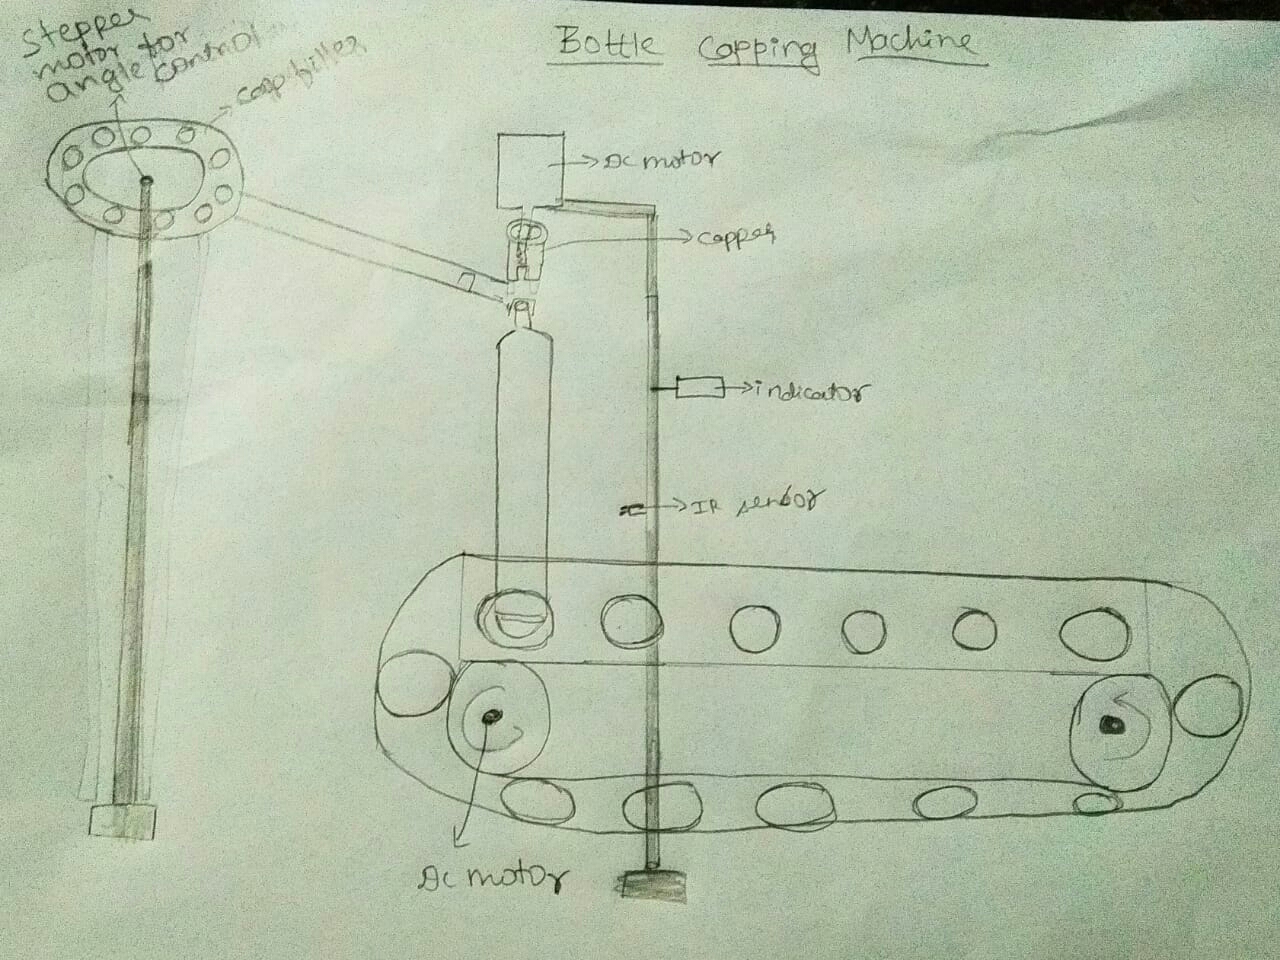 Bottle Capping Machine
Stepper
motor for
angle control
cap filler
DC motor
capper
indicator
IR sensor
DC motor